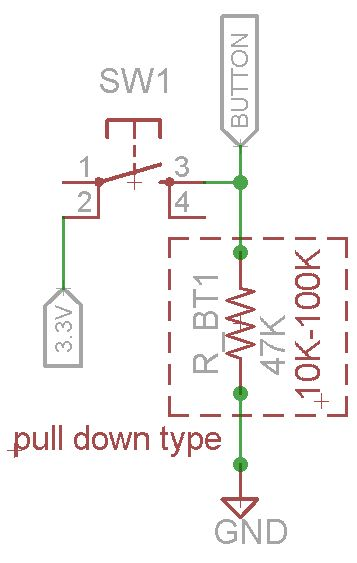 BUTTON
SW1
1
3
2
4
3.3V
R_BT1
47K
10K-100K
pull down type
GND